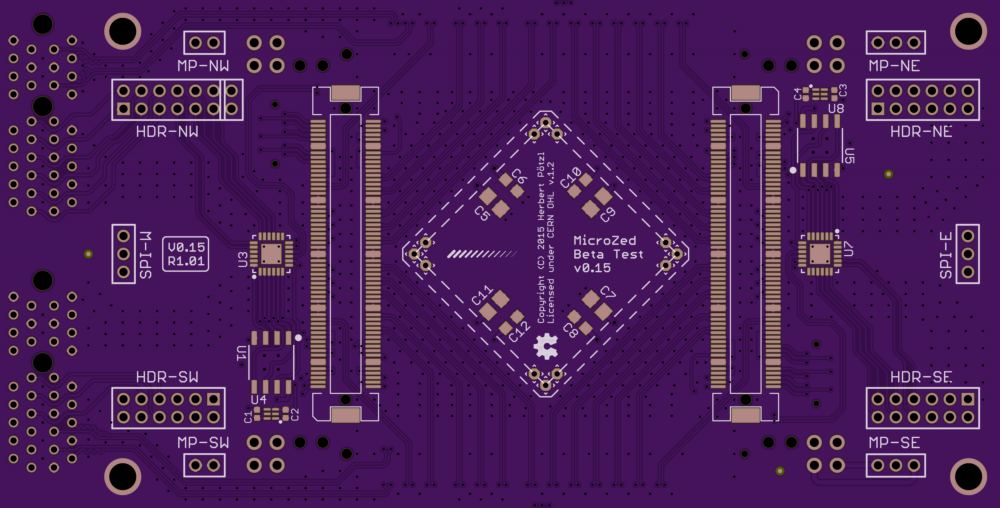 MP-NW
MP-NE
C4
C3
U8
HDR-NW
HDR-NE
U5
C6
C10
C5
C9
Copyright (C) 2015 Herbert Pötzl
Licensed under CERN OHL v.1.2
SPI-W
V0.15
R1.01
U3
MicroZed
Beta Test
v0.15
U7
SPI-E
C11
C7
C12
C8
U1
HDR-SW
HDR-SE
U4
C1
C2
MP-SW
MP-SE